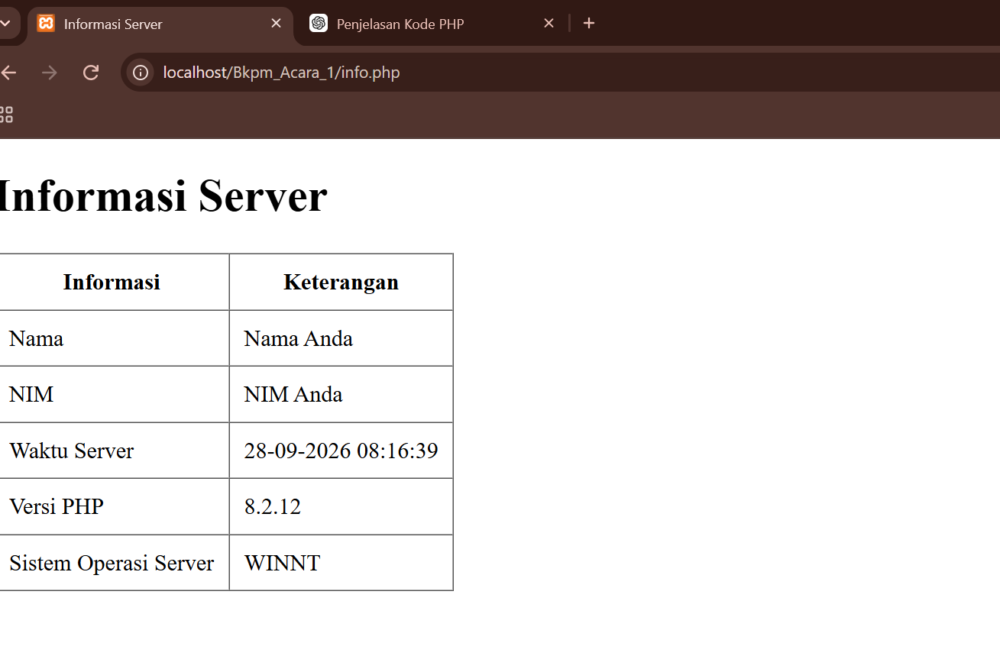 Informasi Server
Penjelasan Kode PHP
localhost/Bkpm_Acara_1/info.php
Informasi Server
Informasi Keterangan
Nama Nama Anda
NIM NIM Anda
Waktu Server 28-09-2026 08:16:39
Versi PHP 8.2.12
Sistem Operasi Server WINNT